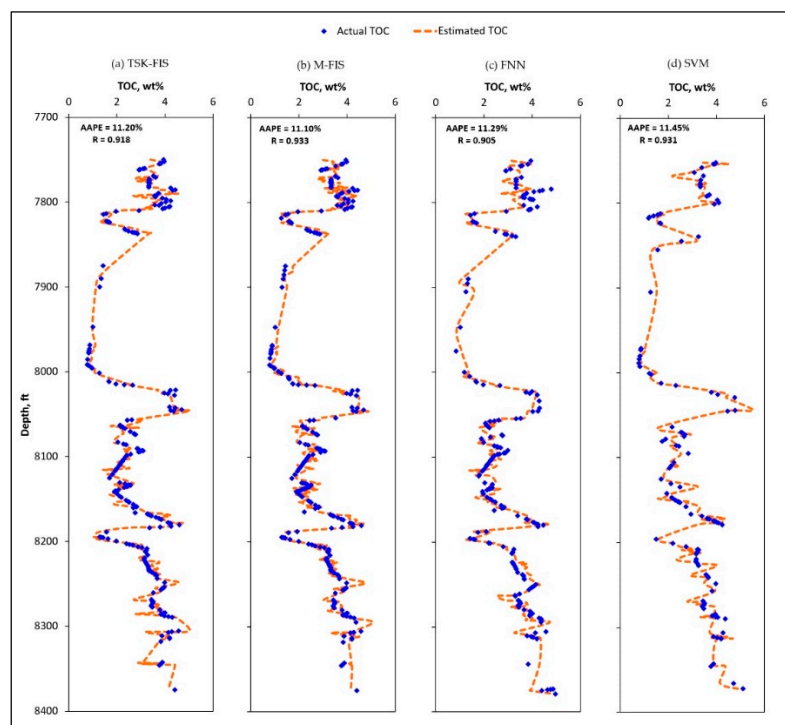 Actual TOC Estimated TOC
(a) TSK-FIS (b) M-FIS (c) FNN (d) SVM
TOC, wt% TOC, wt% TOC, wt% TOC, wt%
0 2 4 6 0 2 4 6 0 2 4 6 0 2 4 6
7700
AAPE = 11.20% AAPE = 11.10% AAPE = 11.29% AAPE = 11.45%
R = 0.918 R = 0.933 R = 0.905 R = 0.931
7800
7900
8000
Depth, ft
8100
8200
8300
8400